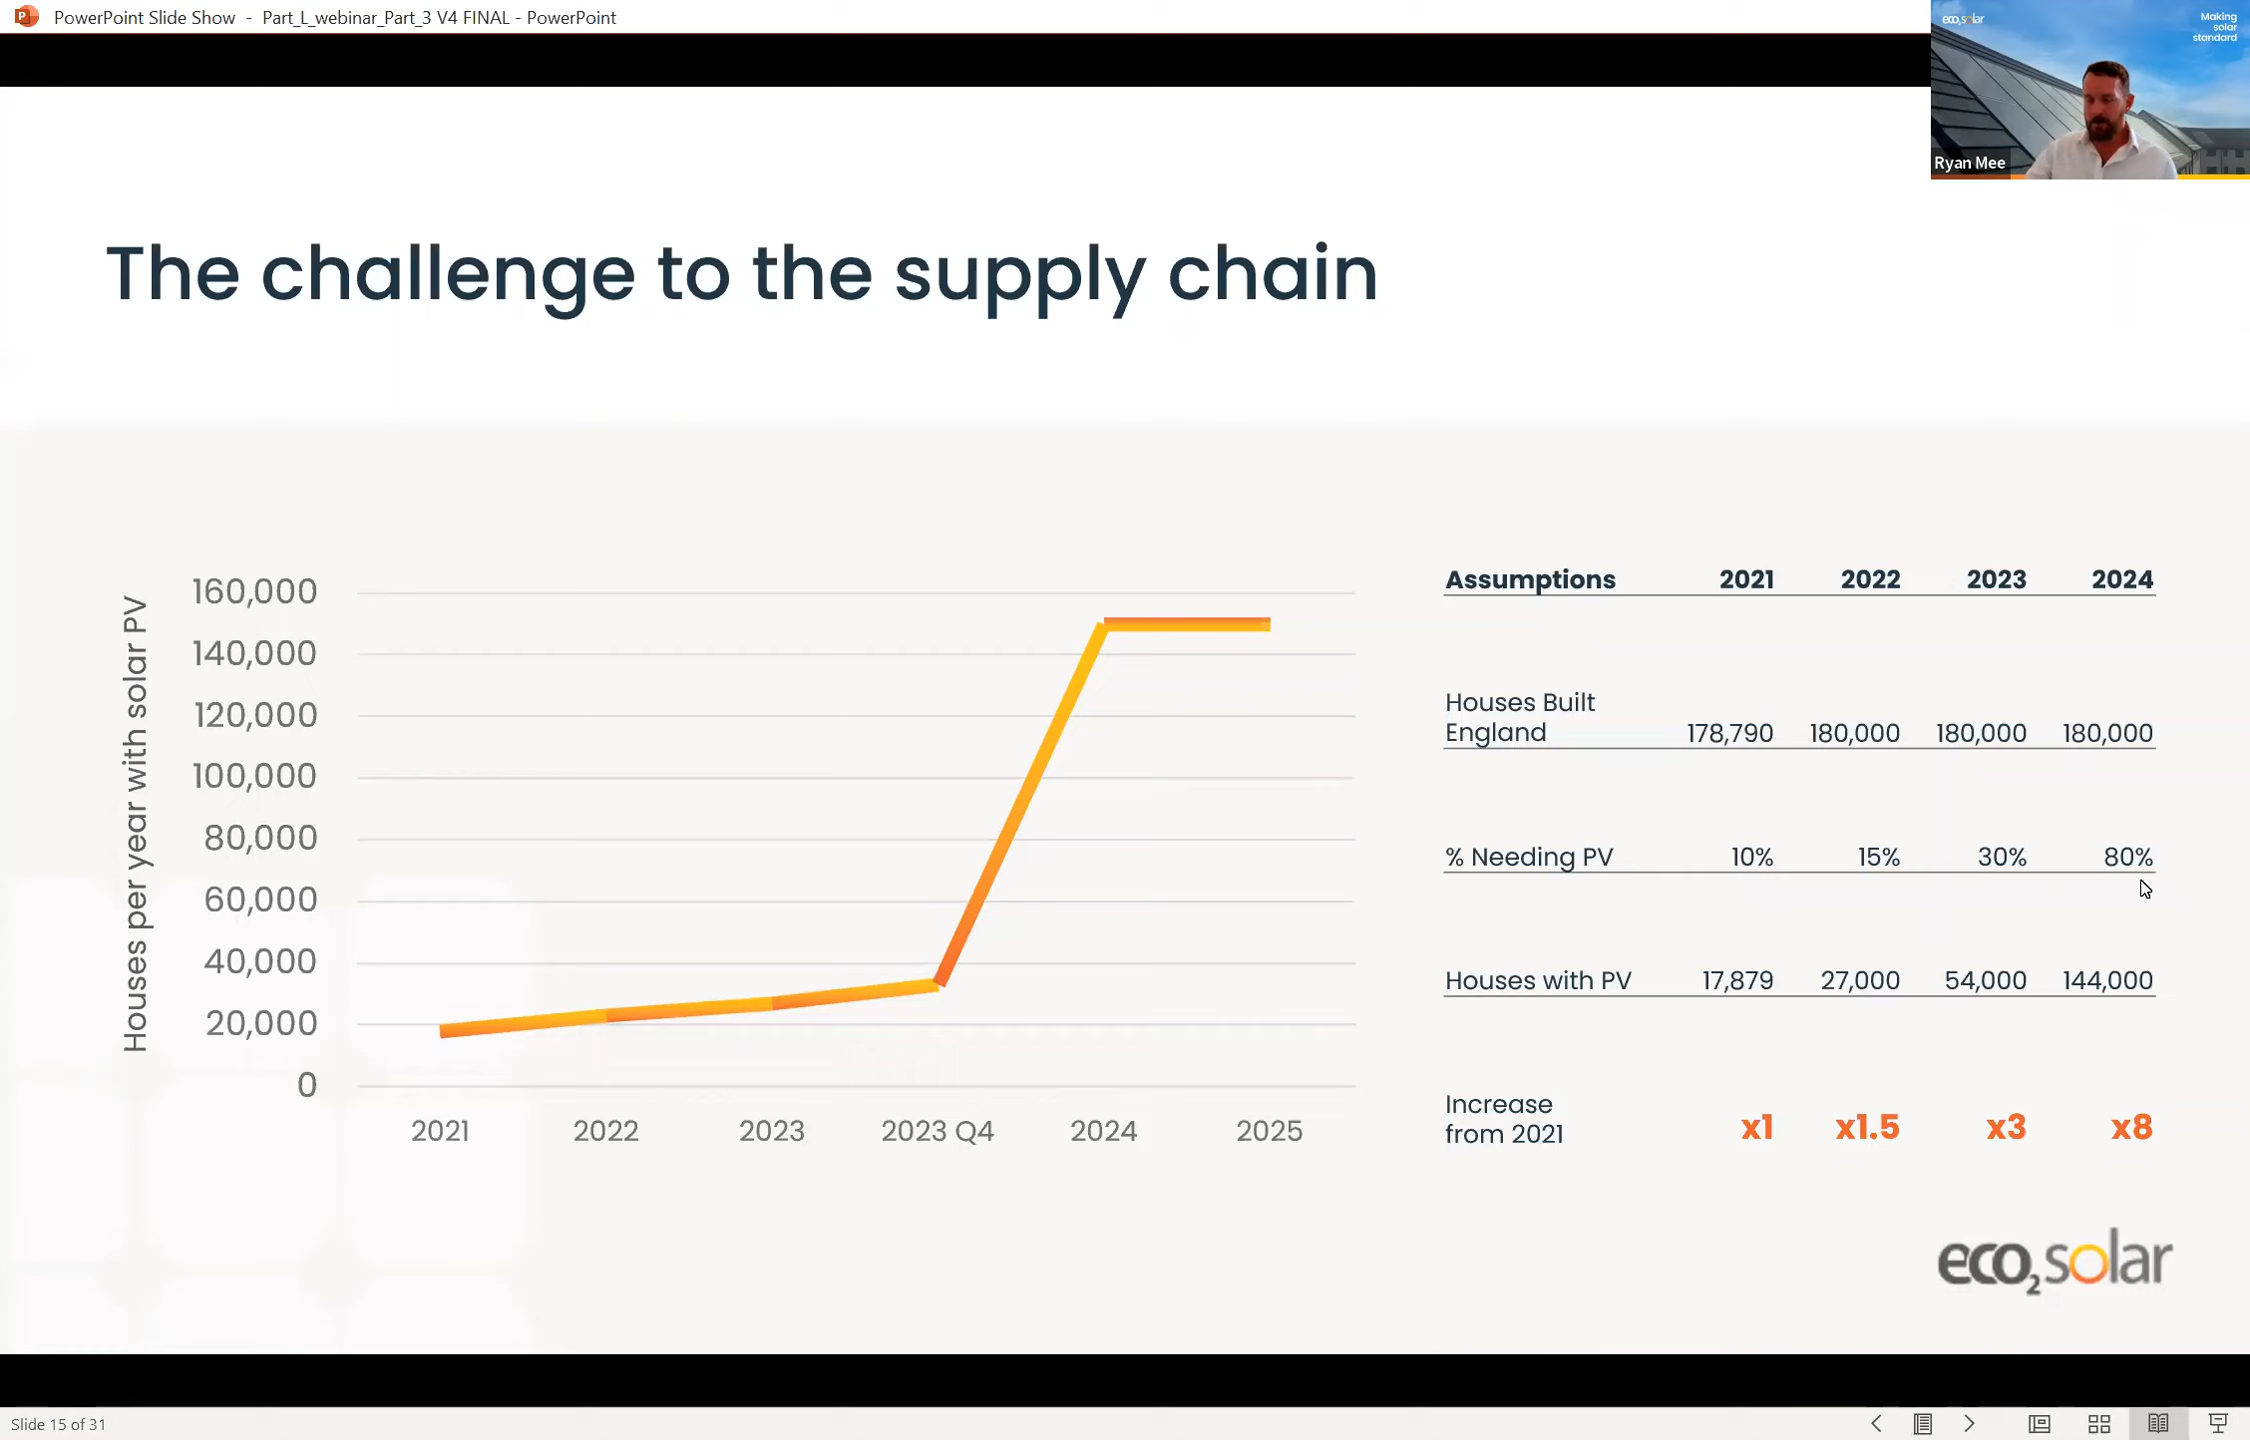 PowerPoint Slide Show - Part_L_webinar_Part_3 V4 FINAL - PowerPoint
eco2solar
Making
solar
standard
Ryan Mee
The challenge to the supply chain
Houses per year with solar PV
160,000
140,000
120,000
100,000
80,000
60,000
40,000
20,000
0
2021 2022 2023 2023 Q4 2024 2025
Assumptions 2021 2022 2023 2024
Houses Built
England 178,790 180,000 180,000 180,000
% Needing PV 10% 15% 30% 80%
Houses with PV 17,879 27,000 54,000 144,000
Increase
from 2021 x1 x1.5 x3 x8
eco2solar
Slide 15 of 31